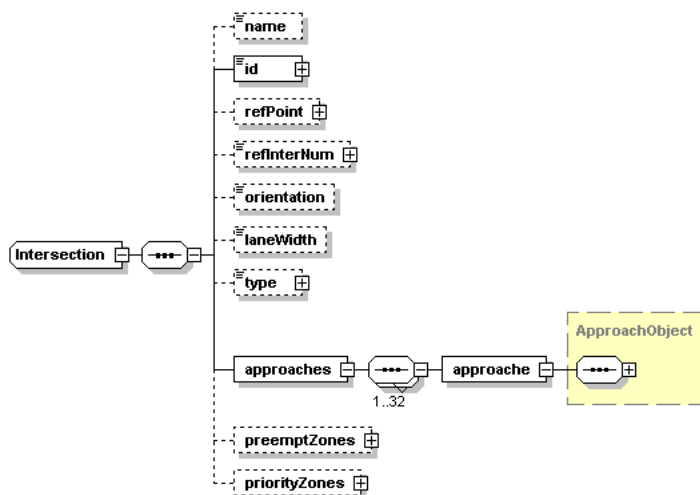 name
id
refPoint
refInterNum
orientation
laneWidth
Intersection
type
ApproachObject
approaches
approache
1..32
preemptZones
priorityZones